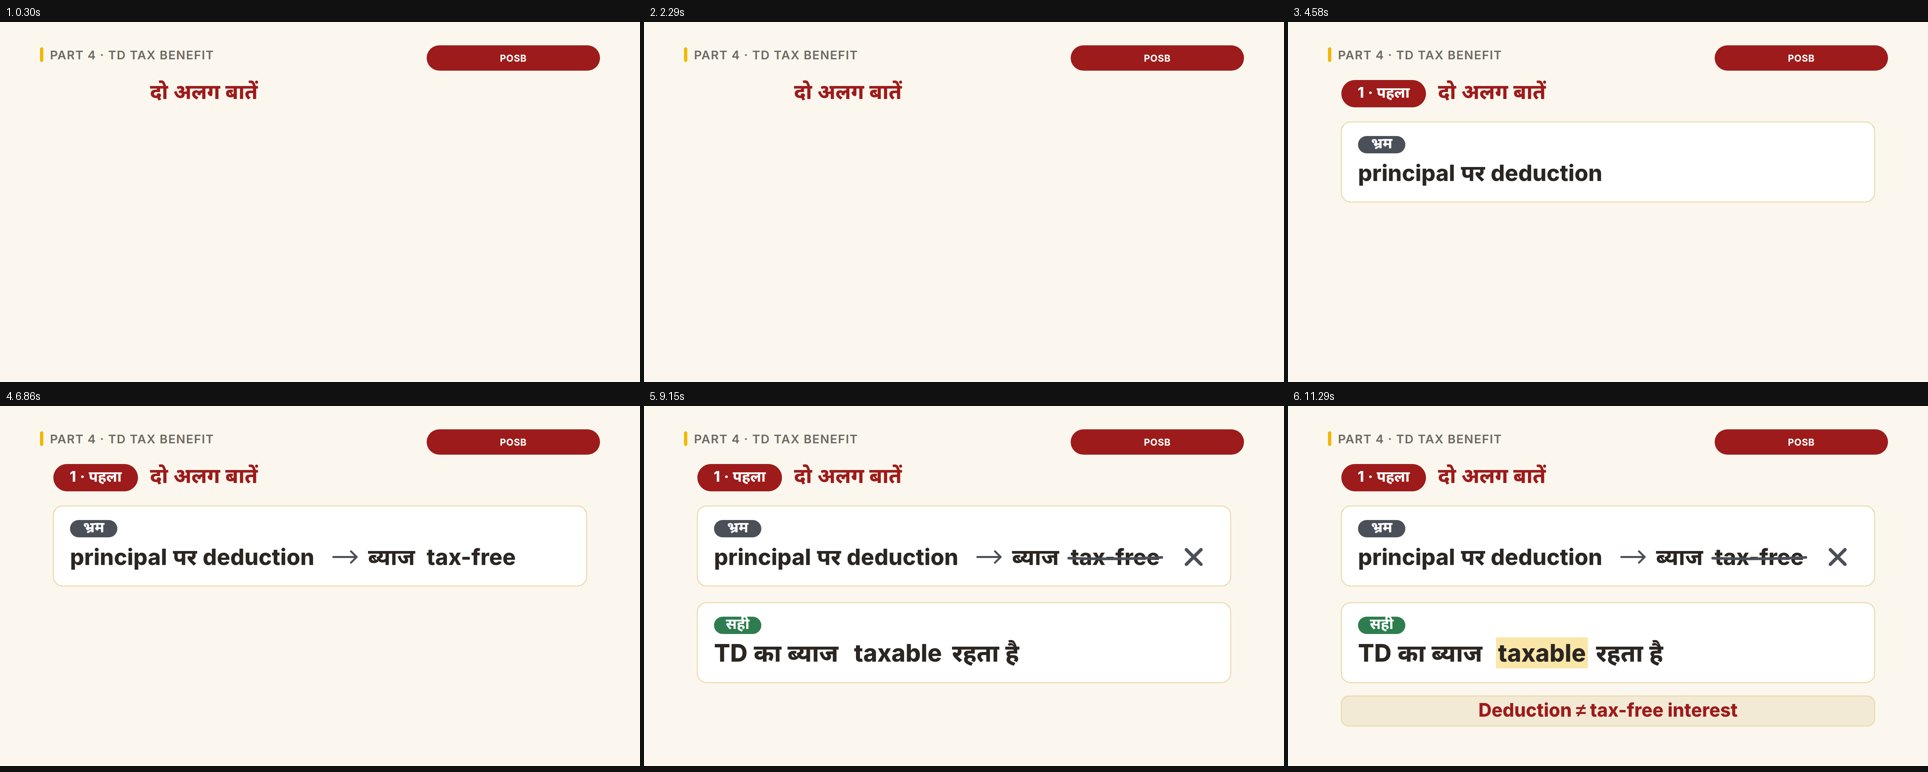 1. 0.30s
PART 4 · TD TAX BENEFIT
POSB
दो अलग बातें
2. 2.29s
PART 4 · TD TAX BENEFIT
POSB
दो अलग बातें
3. 4.58s
PART 4 · TD TAX BENEFIT
POSB
1 · पहला दो अलग बातें
भ्रम
principal पर deduction
4. 6.86s
PART 4 · TD TAX BENEFIT
POSB
1 · पहला दो अलग बातें
भ्रम
principal पर deduction → ब्याज tax-free
5. 9.15s
PART 4 · TD TAX BENEFIT
POSB
1 · पहला दो अलग बातें
भ्रम
principal पर deduction → ब्याज tax-free ✕
सही
TD का ब्याज taxable रहता है
6. 11.29s
PART 4 · TD TAX BENEFIT
POSB
1 · पहला दो अलग बातें
भ्रम
principal पर deduction → ब्याज tax-free ✕
सही
TD का ब्याज taxable रहता है
Deduction ≠ tax-free interest